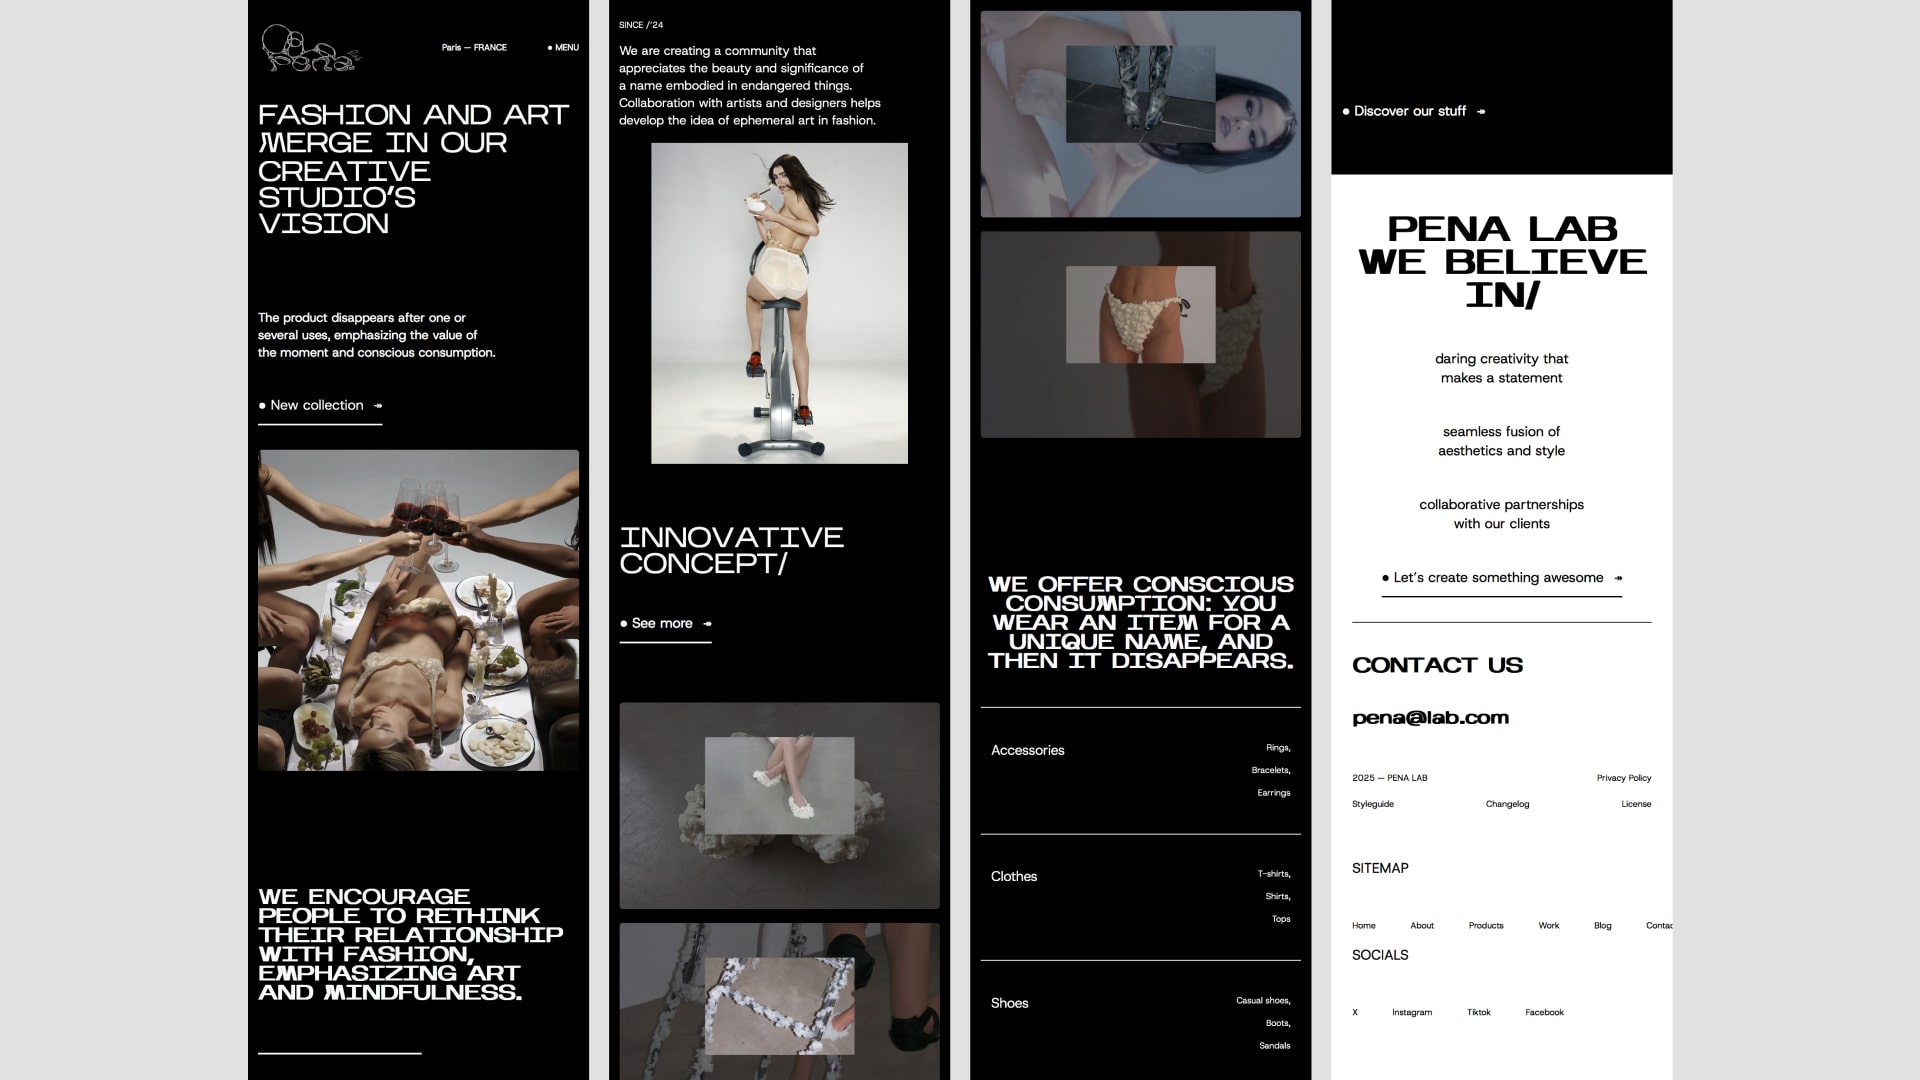 Paris — FRANCE
● MENU
FASHION AND ART
MERGE IN OUR
CREATIVE
STUDIO’S
VISION
The product disappears after one or
several uses, emphasizing the value of
the moment and conscious consumption.
● New collection ↠
WE ENCOURAGE
PEOPLE TO RETHINK
THEIR RELATIONSHIP
WITH FASHION,
EMPHASIZING ART
AND MINDFULNESS.
SINCE /’24
We are creating a community that
appreciates the beauty and significance of
a name embodied in endangered things.
Collaboration with artists and designers helps
develop the idea of ephemeral art in fashion.
INNOVATIVE
CONCEPT/
● See more ↠
WE OFFER CONSCIOUS
CONSUMPTION: YOU
WEAR AN ITEM FOR A
UNIQUE NAME, AND
THEN IT DISAPPEARS.
Accessories
Rings,
Bracelets,
Earrings
Clothes
T-shirts,
Shirts,
Tops
Shoes
Casual shoes,
Boots,
Sandals
● Discover our stuff ↠
PENA LAB
WE BELIEVE
IN/
daring creativity that
makes a statement
seamless fusion of
aesthetics and style
collaborative partnerships
with our clients
● Let’s create something awesome ↠
CONTACT US
pena@lab.com
2025 — PENA LAB
Privacy Policy
Styleguide
Changelog
License
SITEMAP
Home
About
Products
Work
Blog
Contac
SOCIALS
X
Instagram
Tiktok
Facebook